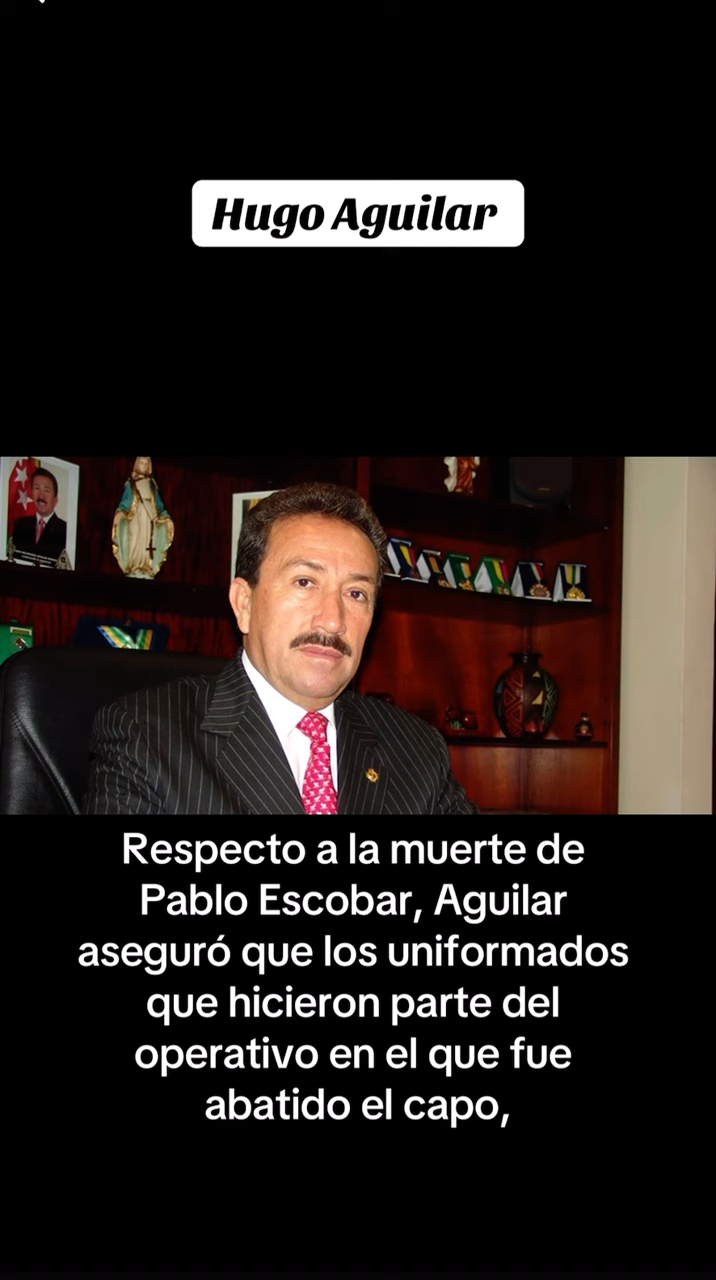 Hugo Aguilar
Respecto a la muerte de
Pablo Escobar, Aguilar
aseguró que los uniformados
que hicieron parte del
operativo en el que fue
abatido el capo,